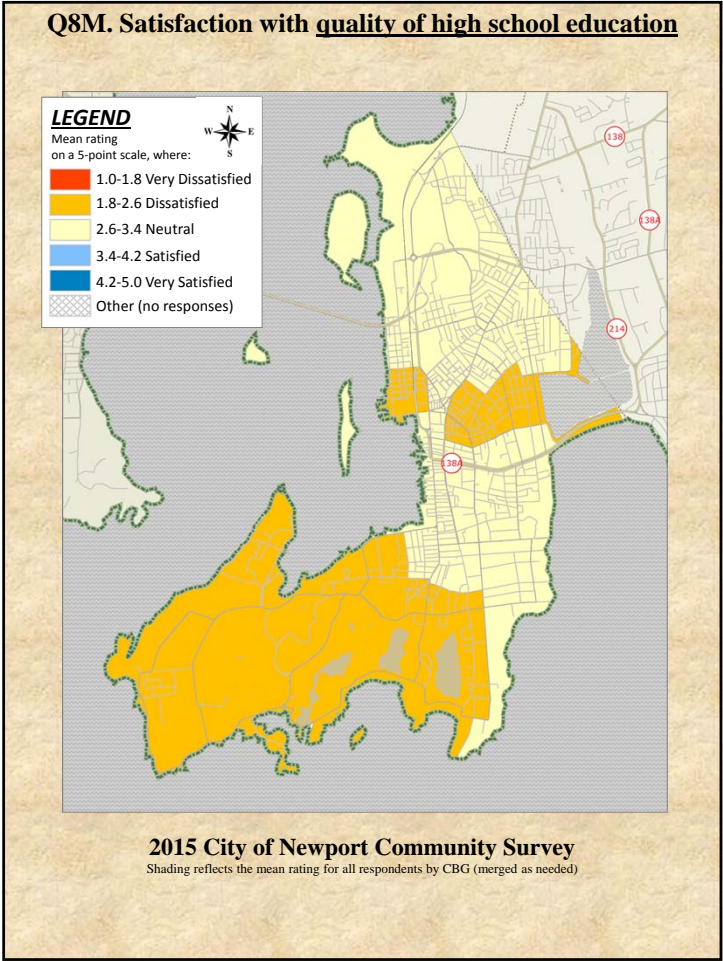 Q8M. Satisfaction with quality of high school education
LEGEND
Mean rating
on a 5-point scale, where:
N
W E
S
1.0-1.8 Very Dissatisfied
1.8-2.6 Dissatisfied
2.6-3.4 Neutral
3.4-4.2 Satisfied
4.2-5.0 Very Satisfied
Other (no responses)
138
138A
214
138A
2015 City of Newport Community Survey
Shading reflects the mean rating for all respondents by CBG (merged as needed)